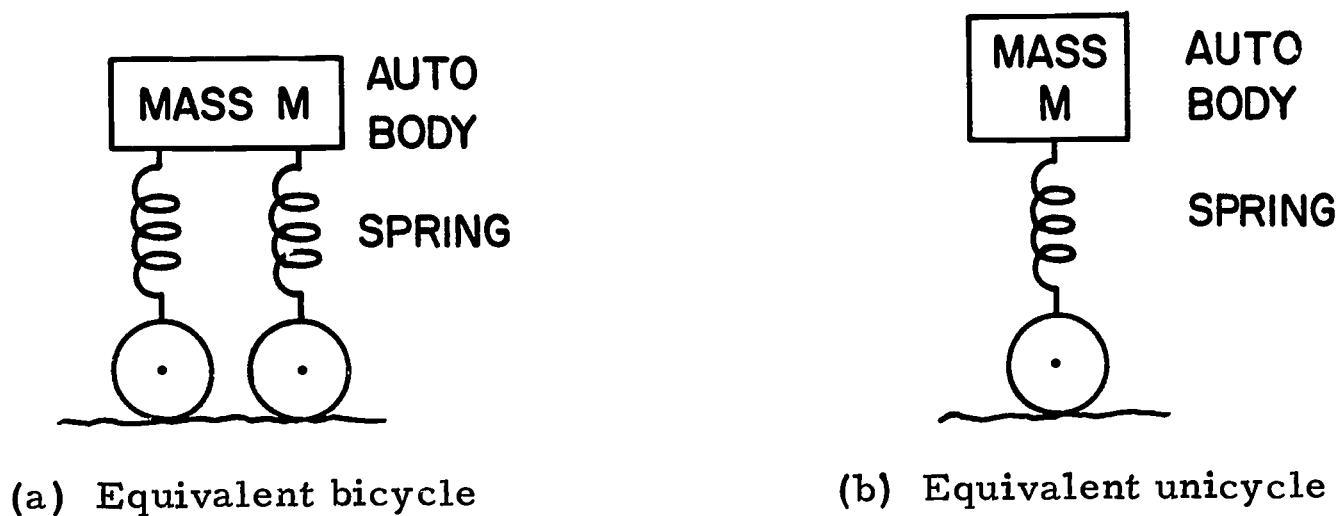 MASS M
AUTO
BODY
SPRING
(a) Equivalent bicycle
MASS
M
AUTO
BODY
SPRING
(b) Equivalent unicycle